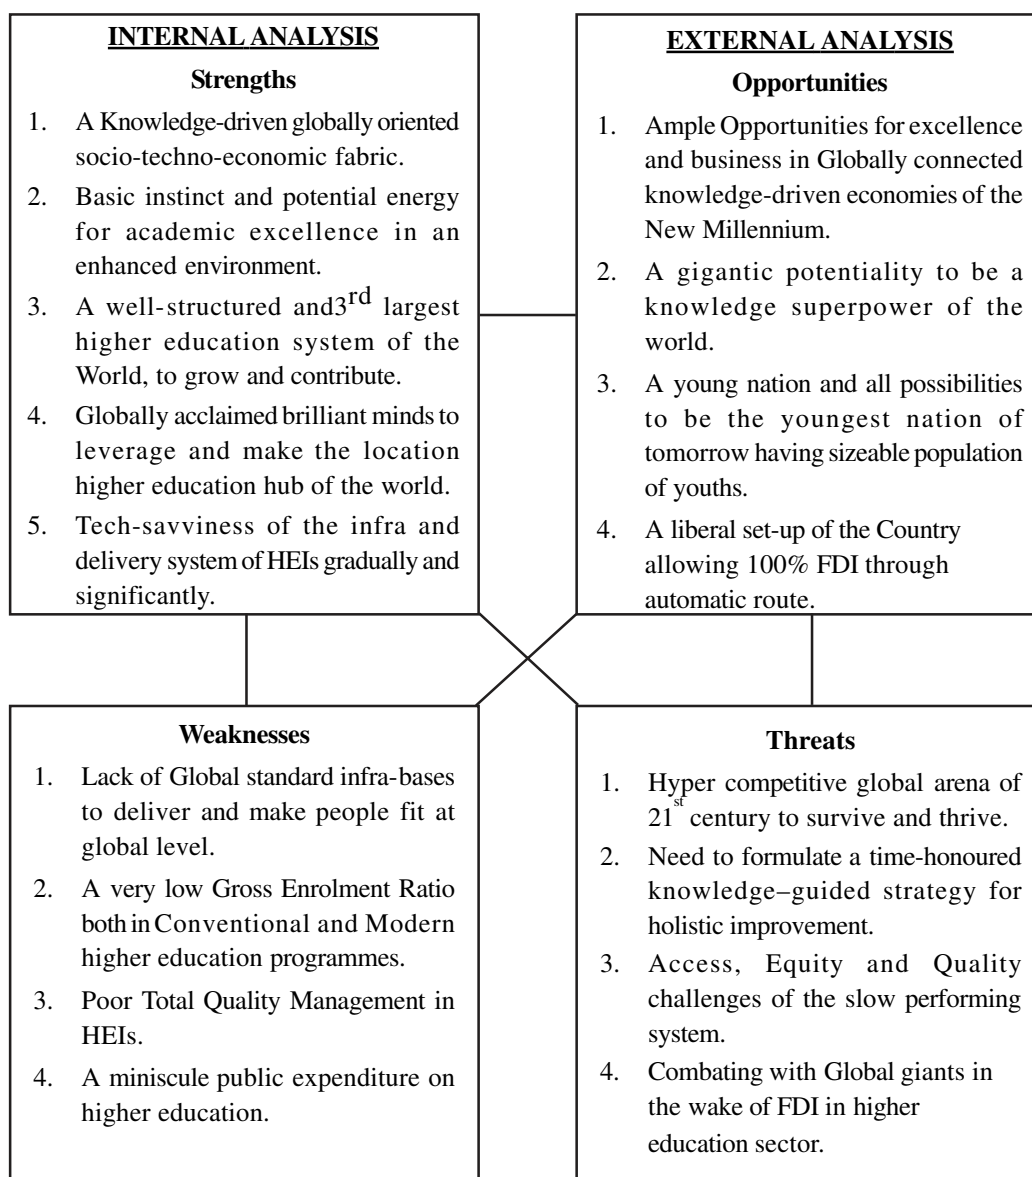 INTERNAL ANALYSIS
Strengths
1. A Knowledge-driven globally oriented
socio-techno-economic fabric.
2. Basic instinct and potential energy
for academic excellence in an
enhanced environment.
3. A well-structured and3rd largest
higher education system of the
World, to grow and contribute.
4. Globally acclaimed brilliant minds to
leverage and make the location
higher education hub of the world.
5. Tech-savviness of the infra and
delivery system of HEIs gradually and
significantly.
EXTERNAL ANALYSIS
Opportunities
1. Ample Opportunities for excellence
and business in Globally connected
knowledge-driven economies of the
New Millennium.
2. A gigantic potentiality to be a
knowledge superpower of the
world.
3. A young nation and all possibilities
to be the youngest nation of
tomorrow having sizeable population
of youths.
4. A liberal set-up of the Country
allowing 100% FDI through
automatic route.
Weaknesses
1. Lack of Global standard infra-bases
to deliver and make people fit at
global level.
2. A very low Gross Enrolment Ratio
both in Conventional and Modern
higher education programmes.
3. Poor Total Quality Management in
HEIs.
4. A miniscule public expenditure on
higher education.
Threats
1. Hyper competitive global arena of
21st century to survive and thrive.
2. Need to formulate a time-honoured
knowledge–guided strategy for
holistic improvement.
3. Access, Equity and Quality
challenges of the slow performing
system.
4. Combating with Global giants in
the wake of FDI in higher
education sector.